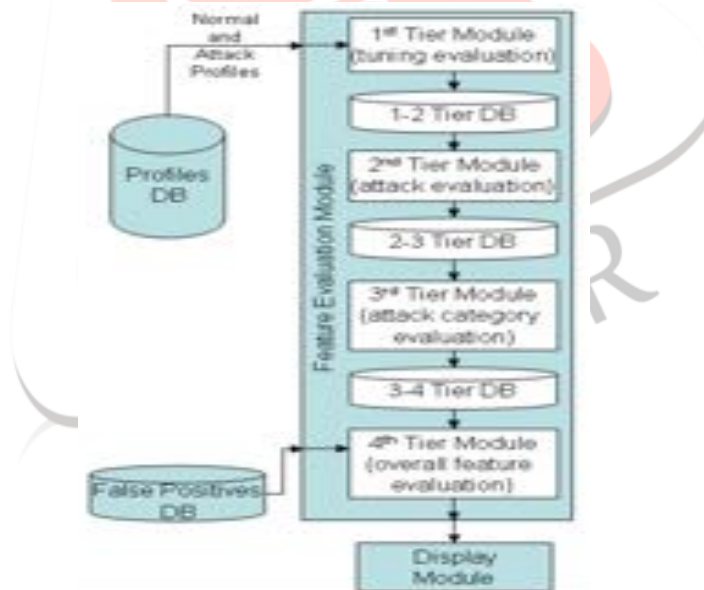 Normal
and
Attack
Profiles
Profiles
DB
Feature Evaluation Module
1st Tier Module
(tuning evaluation)
1-2 Tier DB
2nd Tier Module
(attack evaluation)
2-3 Tier DB
3rd Tier Module
(attack category
evaluation)
3-4 Tier DB
4th Tier Module
(overall feature
evaluation)
False Positives
DB
Display
Module
R